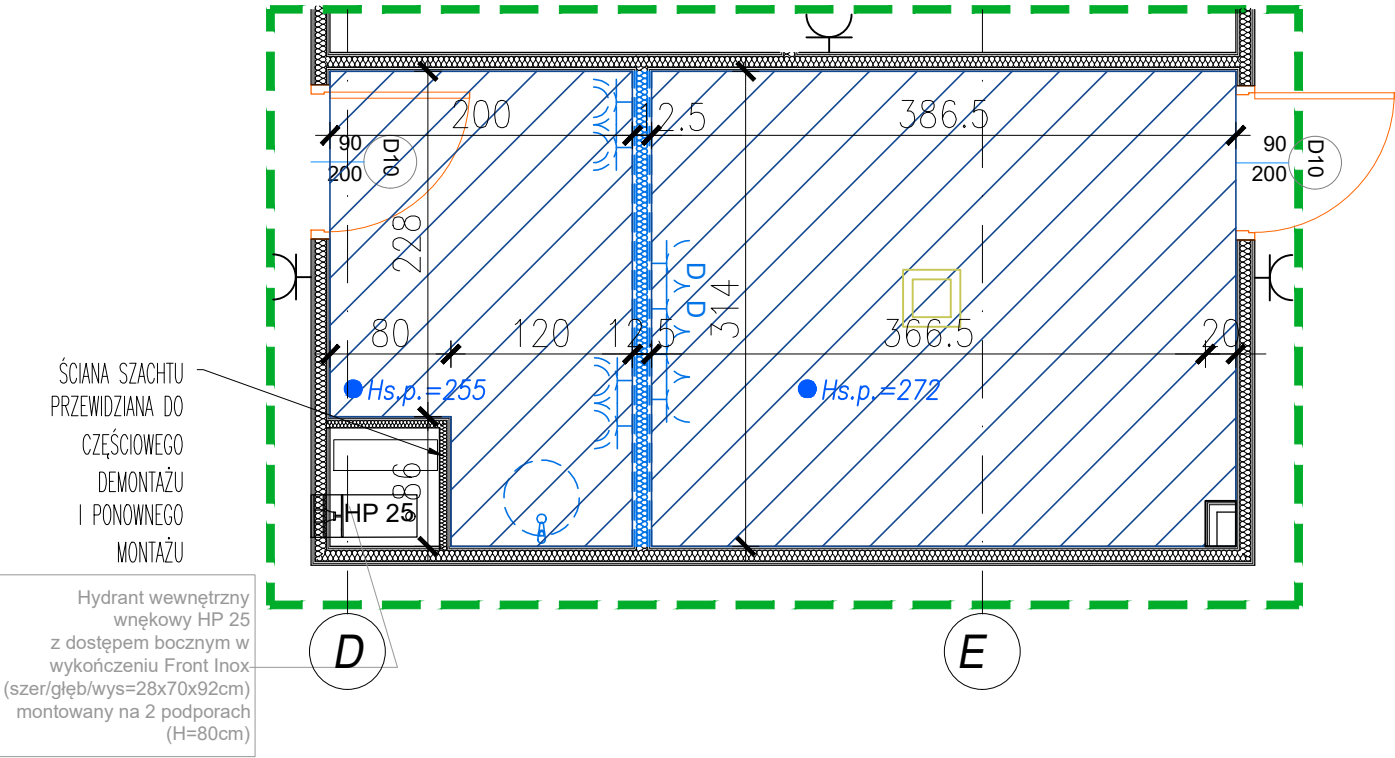 200
12.5
386.5
90
200
D10
90
200
D10
228
D
D
314
80
120
12.5
366.5
20
Hs.p.=255
Hs.p.=272
ŚCIANA SZACHTU
PRZEWIDZIANA DO
CZĘŚCIOWEGO
DEMONTAŻU
I PONOWNEGO
MONTAŻU
86
HP 25
Hydrant wewnętrzny
wnękowy HP 25
z dostępem bocznym w
wykończeniu Front Inox
(szer/głęb/wys=28x70x92cm)
montowany na 2 podporach
(H=80cm)
D
E